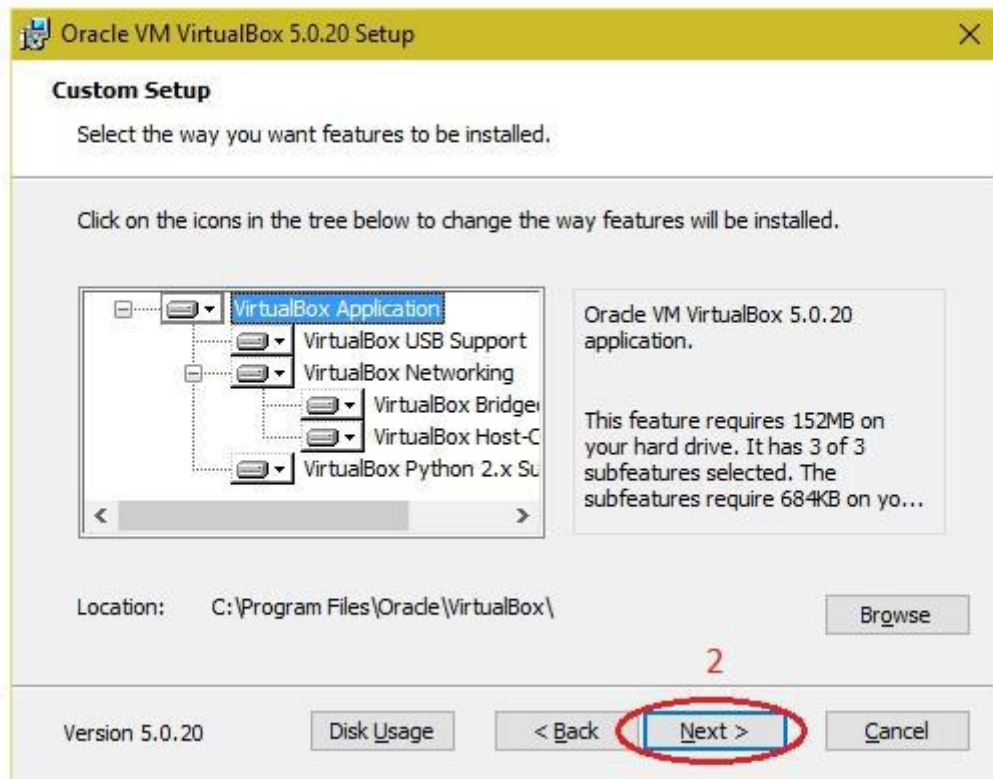 Oracle VM VirtualBox 5.0.20 Setup
Custom Setup
Select the way you want features to be installed.
Click on the icons in the tree below to change the way features will be installed.
VirtualBox Application
VirtualBox USB Support
VirtualBox Networking
VirtualBox Bridge
VirtualBox Host-C
VirtualBox Python 2.x Su
Oracle VM VirtualBox 5.0.20
application.
This feature requires 152MB on
your hard drive. It has 3 of 3
subfeatures selected. The
subfeatures require 684KB on yo...
Location: C:\Program Files\Oracle\VirtualBox\
Browse
2
Version 5.0.20 Disk Usage < Back Next > Cancel